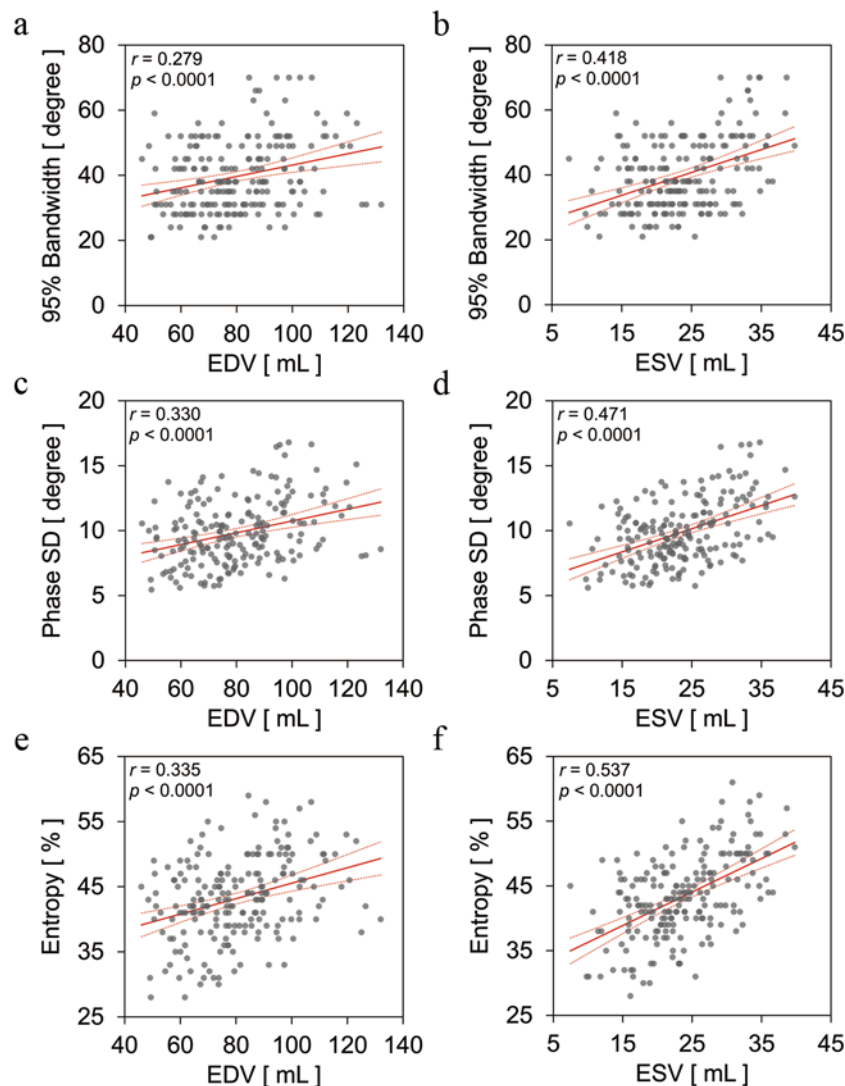 a
r = 0.279
p < 0.0001
80
60
40
20
0
95% Bandwidth [ degree ]
40 60 80 100 120 140
EDV [ mL ]
b
r = 0.418
p < 0.0001
80
60
40
20
0
95% Bandwidth [ degree ]
5 15 25 35 45
ESV [ mL ]
c
r = 0.330
p < 0.0001
20
15
10
5
0
Phase SD [ degree ]
40 60 80 100 120 140
EDV [ mL ]
d
r = 0.471
p < 0.0001
20
15
10
5
0
Phase SD [ degree ]
5 15 25 35 45
ESV [ mL ]
e
r = 0.335
p < 0.0001
65
55
45
35
25
Entropy [ % ]
40 60 80 100 120 140
EDV [ mL ]
f
r = 0.537
p < 0.0001
65
55
45
35
25
Entropy [ % ]
5 15 25 35 45
ESV [ mL ]